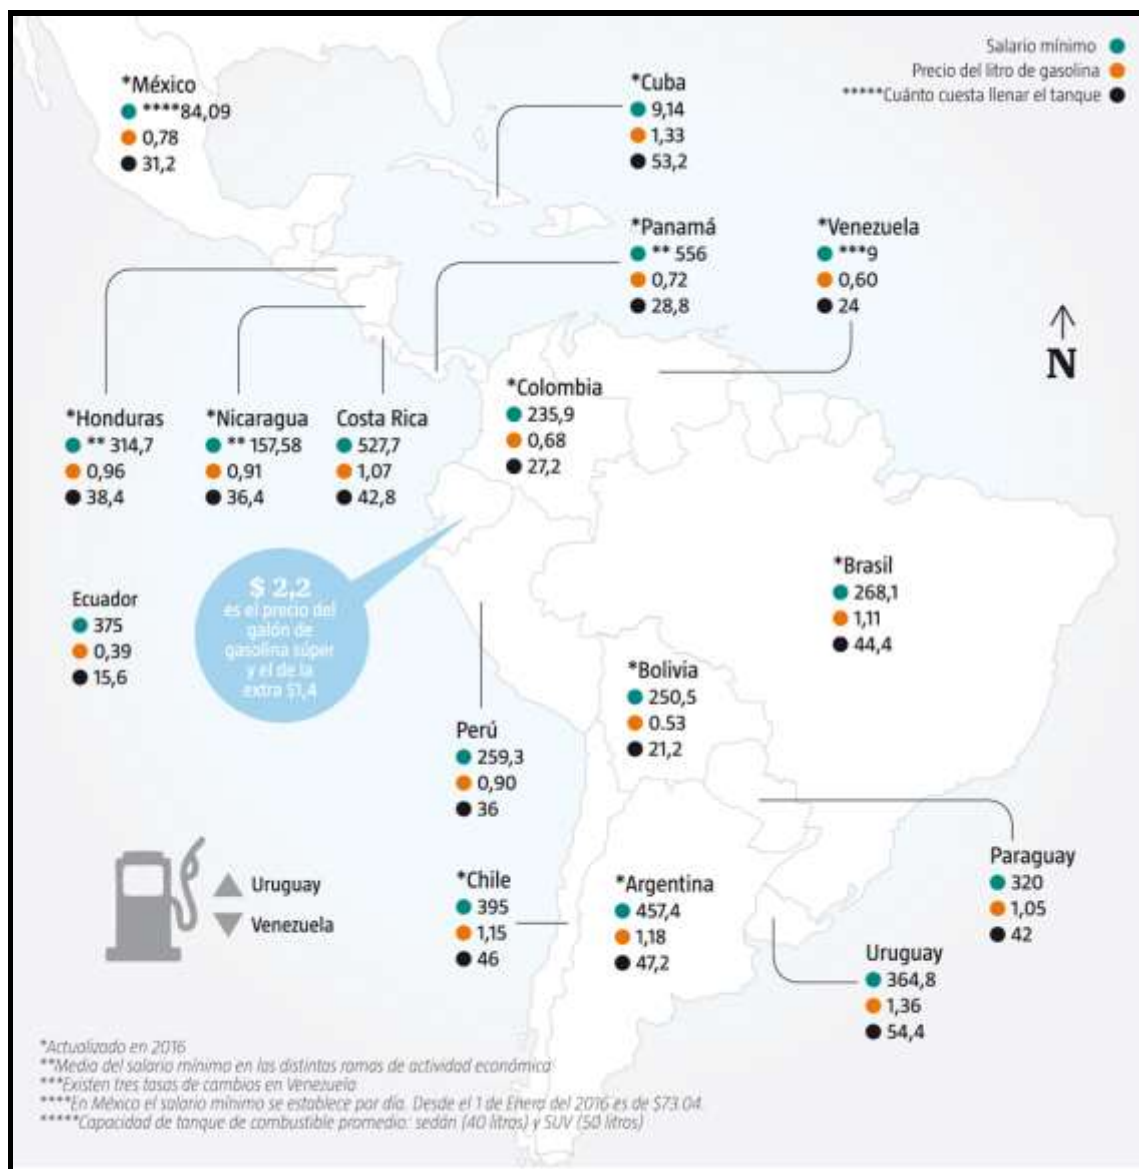 Salario mínimo
Precio del litro de gasolina
*****Cuánto cuesta llenar el tanque
*México
****84,09
0,78
31,2
*Cuba
9,14
1,33
53,2
*Panamá
** 556
0,72
28,8
*Venezuela
***9
0,60
24
N
*Honduras
** 314,7
0,96
38,4
*Nicaragua
** 157,58
0,91
36,4
Costa Rica
527,7
1,07
42,8
*Colombia
235,9
0,68
27,2
Ecuador
375
0,39
15,6
$ 2,2
es el precio del
galón de
gasolina súper
y el de la
extra $1,4
*Brasil
268,1
1,11
44,4
*Bolivia
250,5
0.53
21,2
Perú
259,3
0,90
36
Uruguay
Venezuela
*Chile
395
1,15
46
*Argentina
457,4
1,18
47,2
Paraguay
320
1,05
42
Uruguay
364,8
1,36
54,4
*Actualizado en 2016
**Media del salario mínimo en las distintas ramas de actividad económica
***Existen tres tasas de cambios en Venezuela
****En México el salario mínimo se establece por día. Desde el 1 de Enero del 2016 es de $73.04.
*****Capacidad de tanque de combustible promedio: sedán (40 litros) y SUV (50 litros)